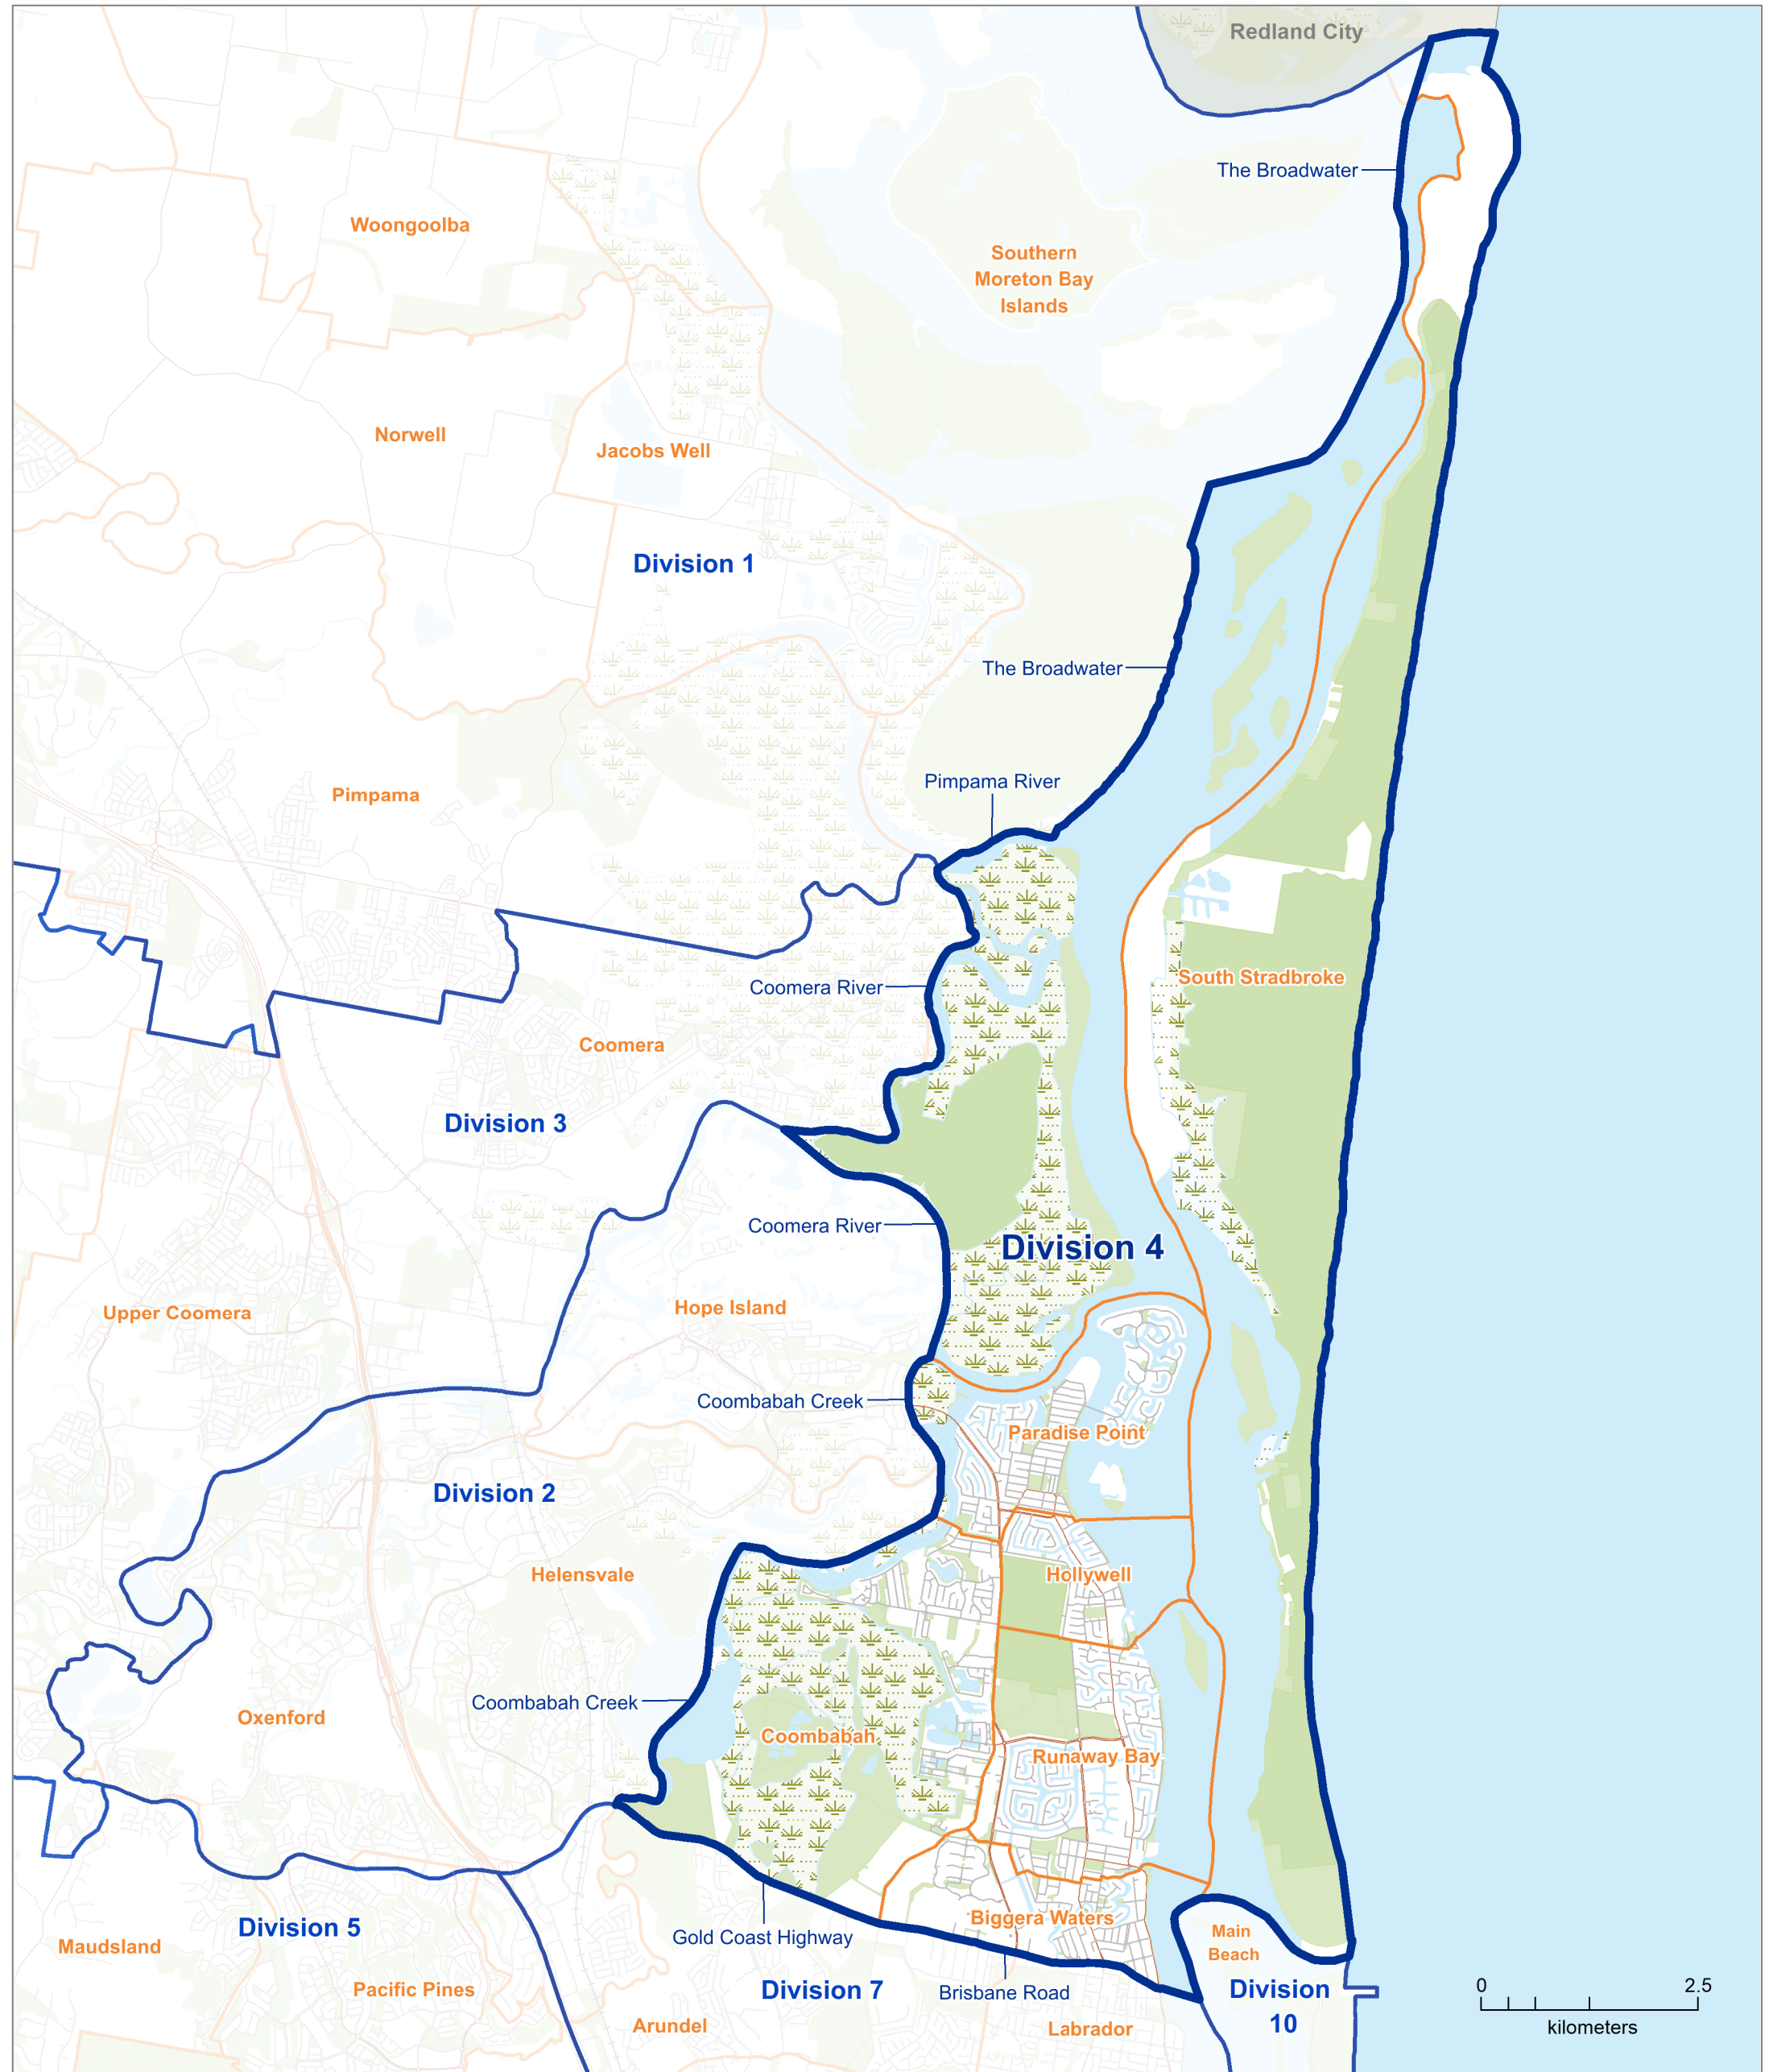 Redland City
The Broadwater
Woongoolba
Southern
Moreton Bay
Islands
Norwell
Jacobs Well
Division 1
The Broadwater
Pimpama River
Pimpama
South Stradbroke
Coomera River
Coomera
Division 3
Coomera River
Division 4
Hope Island
Upper Coomera
Coombabah Creek
Paradise Point
Division 2
Helensvale
Hollywell
Coombabah Creek
Oxenford
Coombabah
Runaway Bay
Biggera Waters
Division 5
Main
Beach
Gold Coast Highway
Maudsland
Pacific Pines
Division 7
Brisbane Road
Division
10
Arundel
Labrador
0 2.5
kilometers